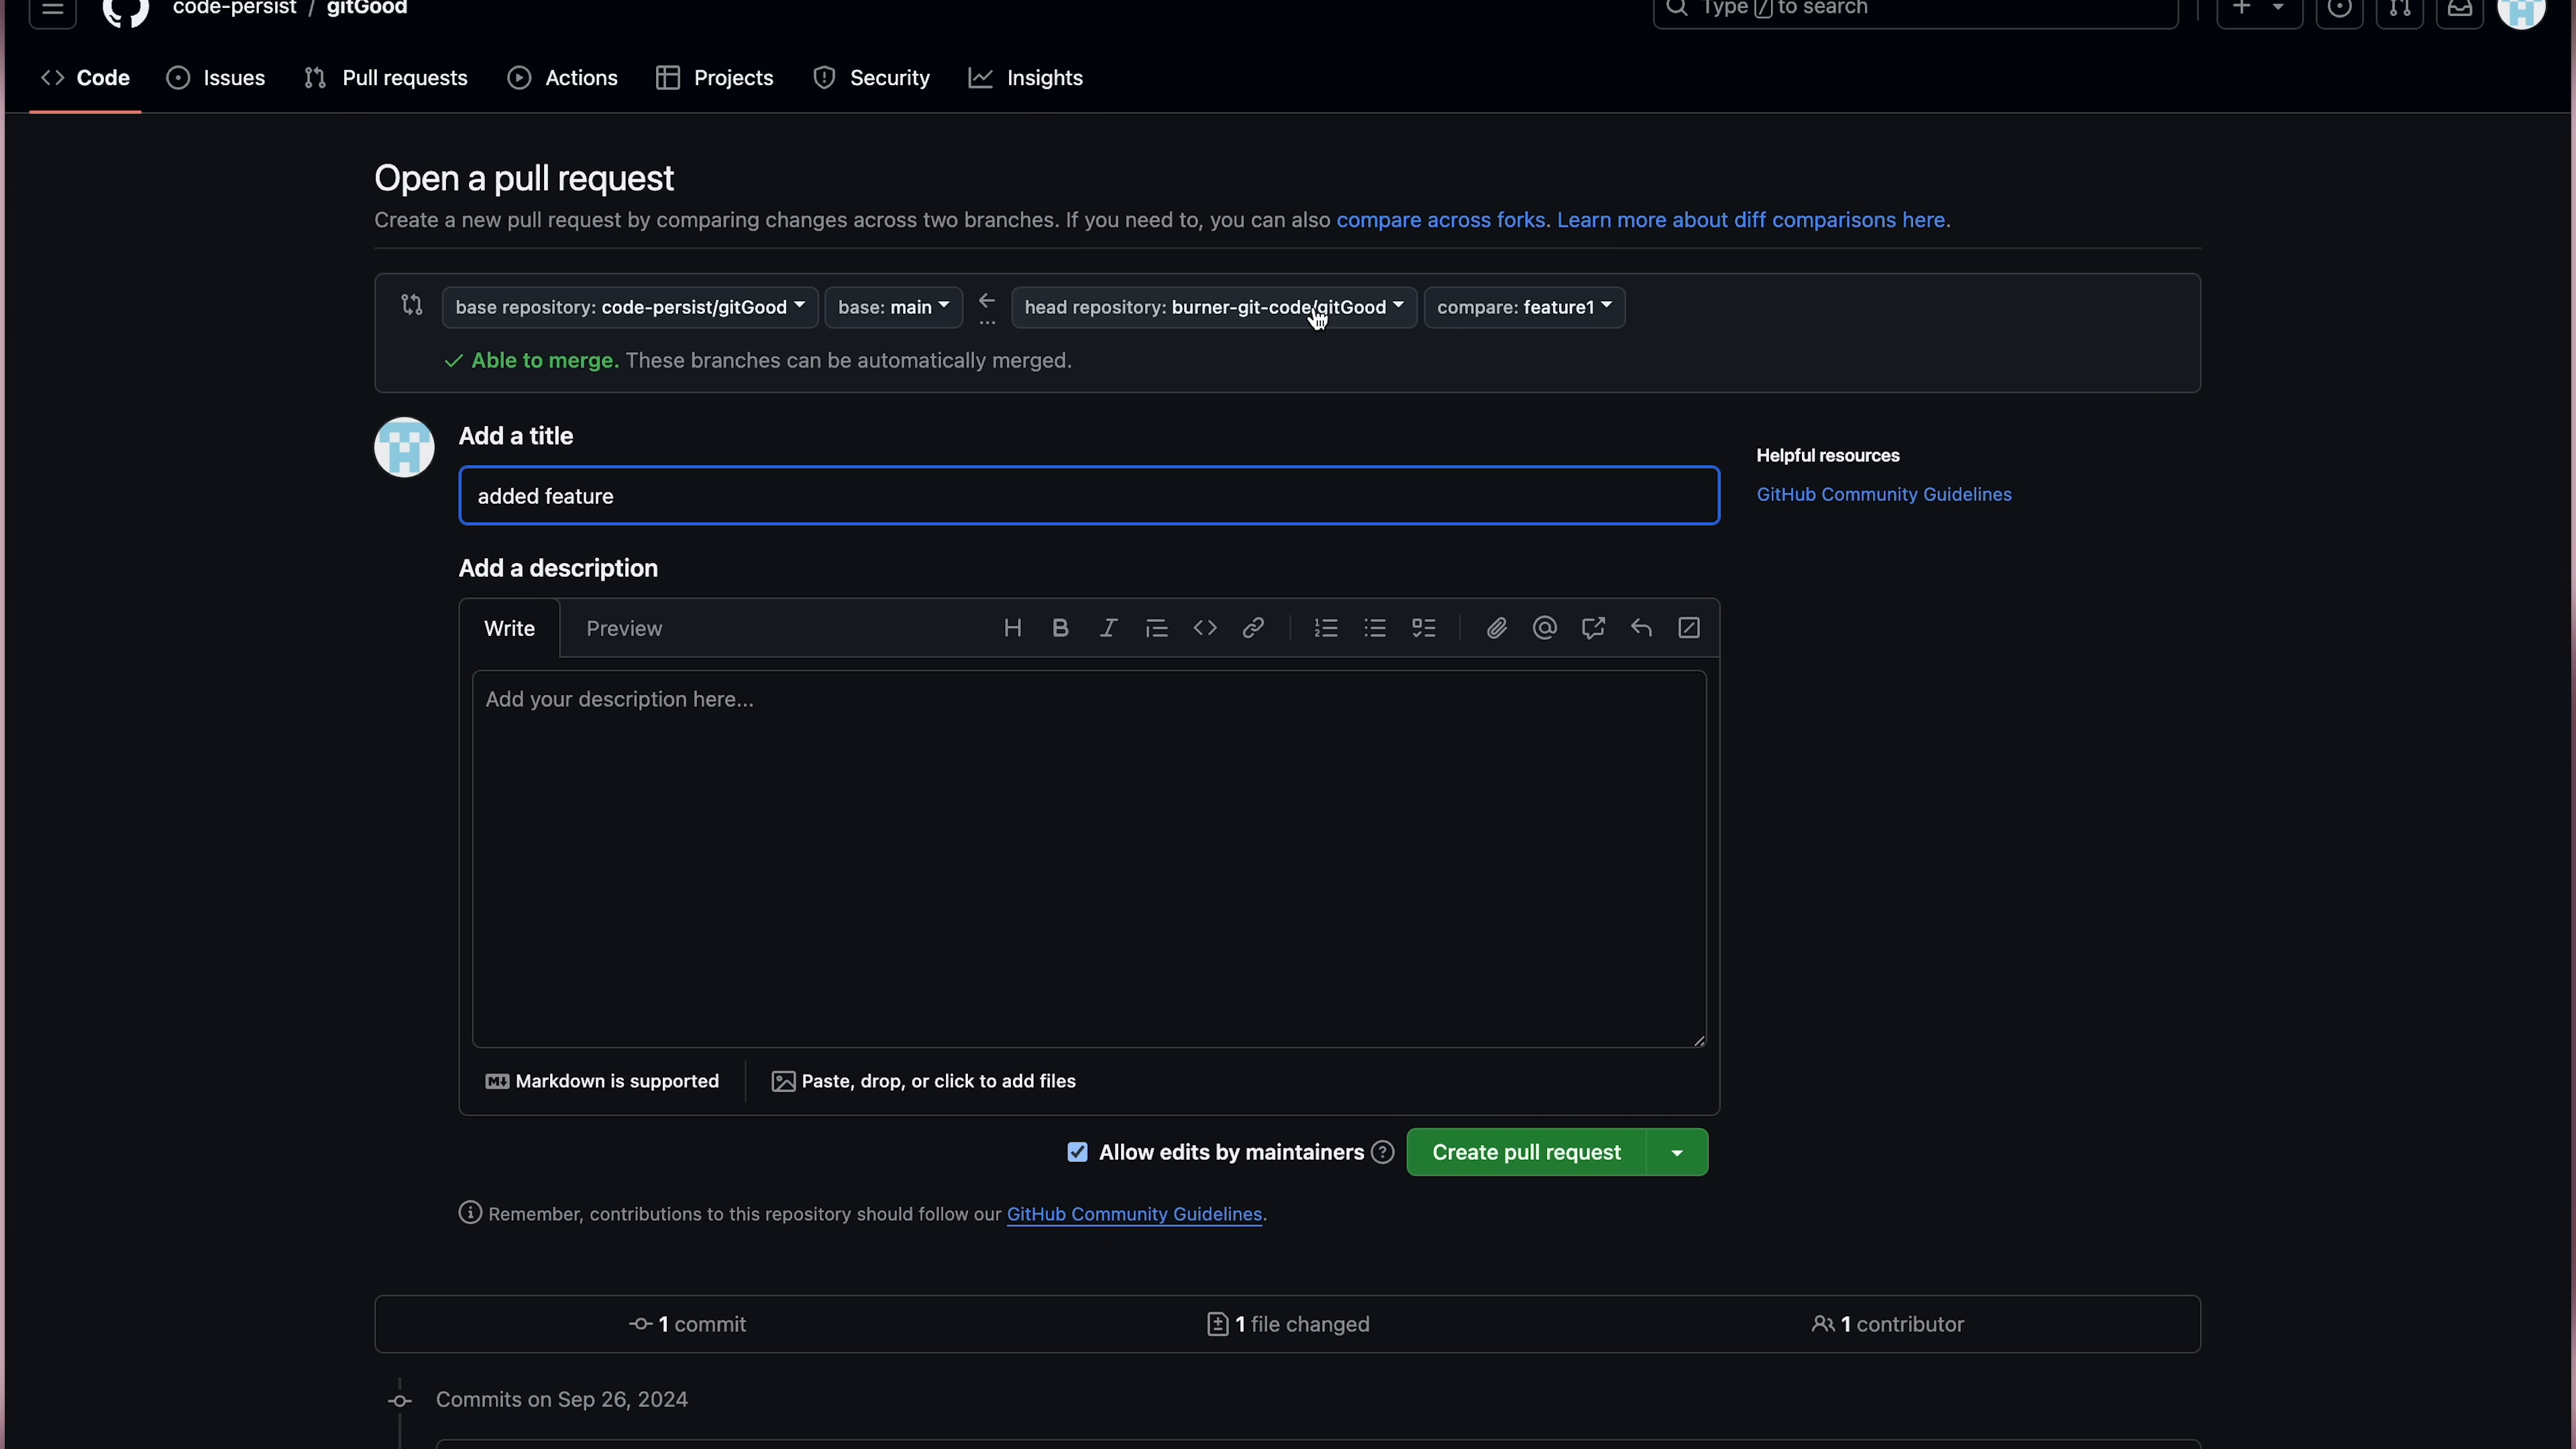 code-persist / gitGood
Type / to search
Code Issues Pull requests Actions Projects Security Insights
Open a pull request
Create a new pull request by comparing changes across two branches. If you need to, you can also compare across forks. Learn more about diff comparisons here.
base repository: code-persist/gitGood base: main ... head repository: burner-git-code/gitGood compare: feature1
Able to merge. These branches can be automatically merged.
Add a title
added feature
Helpful resources
GitHub Community Guidelines
Add a description
Write Preview
Add your description here...
Markdown is supported Paste, drop, or click to add files
Allow edits by maintainers Create pull request
Remember, contributions to this repository should follow our GitHub Community Guidelines.
1 commit 1 file changed 1 contributor
Commits on Sep 26, 2024